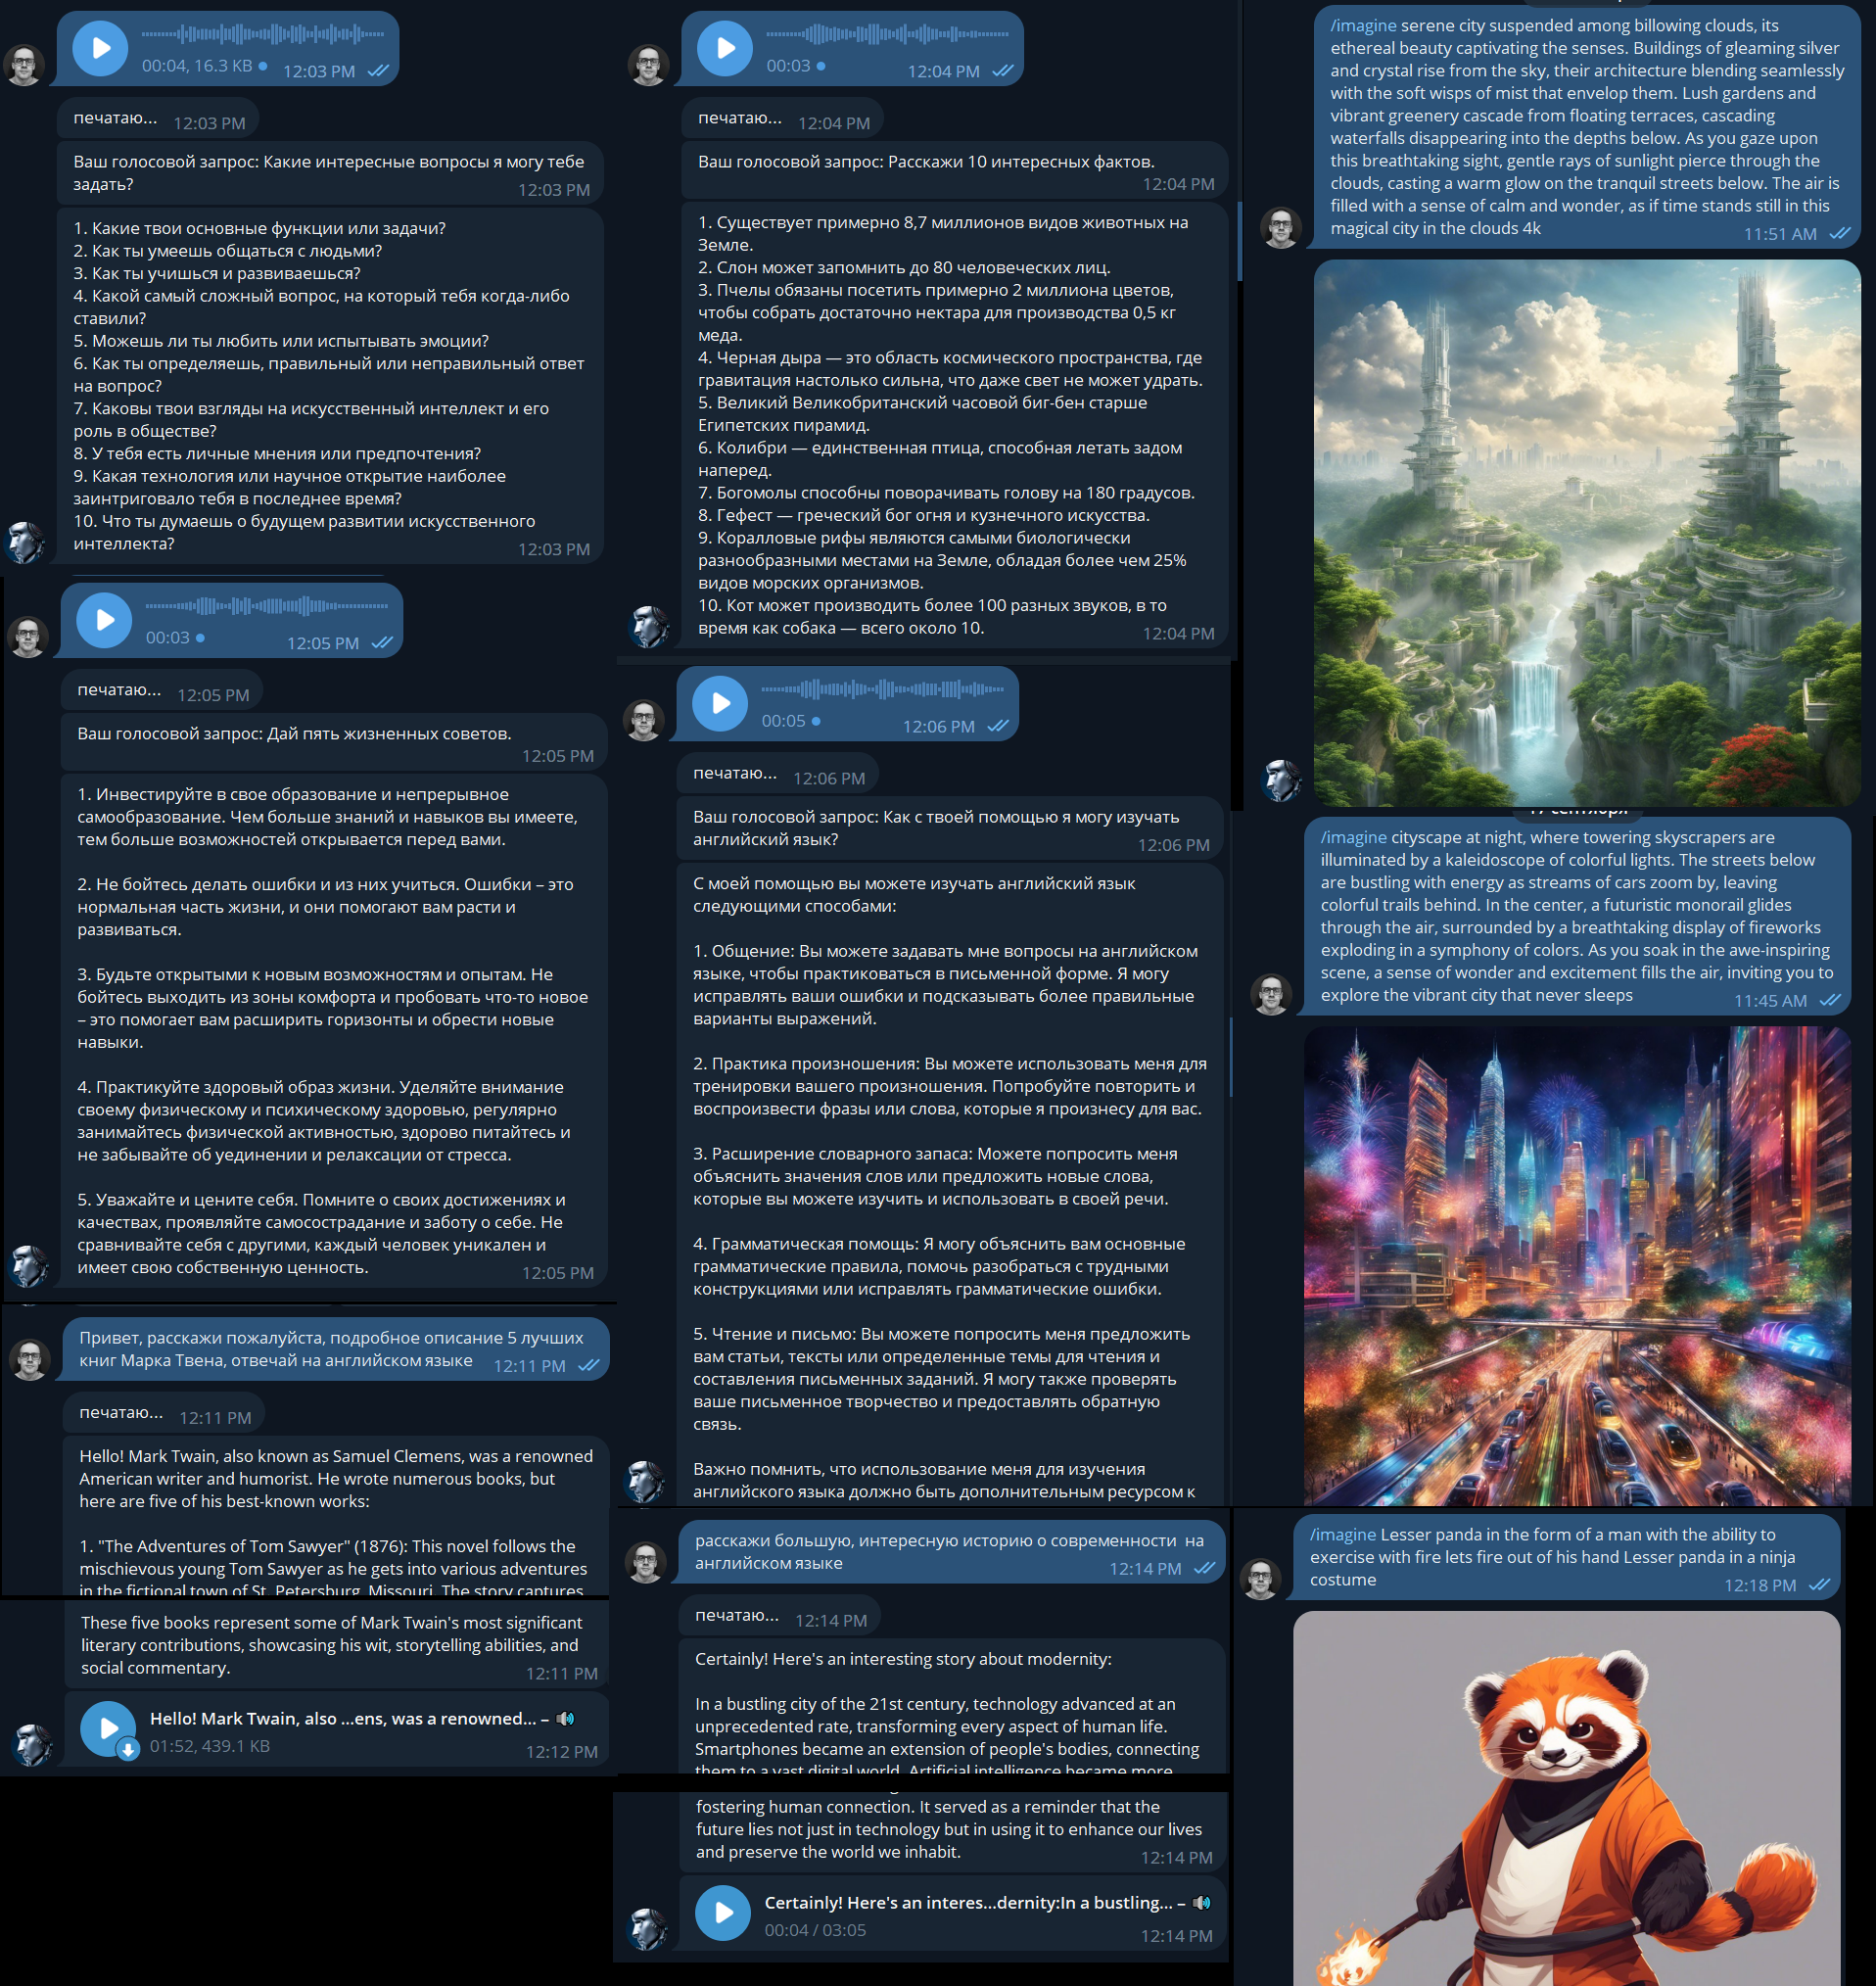 00:04, 16.3 KB
12:03 PM
печатаю...
12:03 PM
Ваш голосовой запрос: Какие интересные вопросы я могу тебе
задать?
12:03 PM
1. Какие твои основные функции или задачи?
2. Как ты умеешь общаться с людьми?
3. Как ты учишься и развиваешься?
4. Какой самый сложный вопрос, на который тебя когда-либо
ставили?
5. Можешь ли ты любить или испытывать эмоции?
6. Как ты определяешь, правильный или неправильный ответ
на вопрос?
7. Каковы твои взгляды на искусственный интеллект и его
роль в обществе?
8. У тебя есть личные мнения или предпочтения?
9. Какая технология или научное открытие наиболее
заинтриговало тебя в последнее время?
10. Что ты думаешь о будущем развитии искусственного
интеллекта?
12:03 PM
00:03
12:05 PM
печатаю...
12:05 PM
Ваш голосовой запрос: Дай пять жизненных советов.
12:05 PM
1. Инвестируйте в свое образование и непрерывное
самообразование. Чем больше знаний и навыков вы имеете,
тем больше возможностей открывается перед вами.
2. Не бойтесь делать ошибки и из них учиться. Ошибки – это
нормальная часть жизни, и они помогают вам расти и
развиваться.
3. Будьте открытыми к новым возможностям и опытам. Не
бойтесь выходить из зоны комфорта и пробовать что-то новое
– это помогает вам расширить горизонты и обрести новые
навыки.
4. Практикуйте здоровый образ жизни. Уделяйте внимание
своему физическому и психическому здоровью, регулярно
занимайтесь физической активностью, здорово питайтесь и
не забывайте об уединении и релаксации от стресса.
5. Уважайте и цените себя. Помните о своих достижениях и
качествах, проявляйте самосострадание и заботу о себе. Не
сравнивайте себя с другими, каждый человек уникален и
имеет свою собственную ценность.
12:05 PM
Привет, расскажи пожалуйста, подробное описание 5 лучших
книг Марка Твена, отвечай на английском языке
12:11 PM
печатаю...
12:11 PM
Hello! Mark Twain, also known as Samuel Clemens, was a renowned
American writer and humorist. He wrote numerous books, but
here are five of his best-known works:
1. "The Adventures of Tom Sawyer" (1876): This novel follows the
mischievous young Tom Sawyer as he gets into various adventures
in the fictional town of St. Petersburg, Missouri. The story captures
These five books represent some of Mark Twain's most significant
literary contributions, showcasing his wit, storytelling abilities, and
social commentary.
12:11 PM
Hello! Mark Twain, also ...ens, was a renowned... –
01:52, 439.1 KB
12:12 PM
00:03
12:04 PM
печатаю...
12:04 PM
Ваш голосовой запрос: Расскажи 10 интересных фактов.
12:04 PM
1. Существует примерно 8,7 миллионов видов животных на
Земле.
2. Слон может запомнить до 80 человеческих лиц.
3. Пчелы обязаны посетить примерно 2 миллиона цветов,
чтобы собрать достаточно нектара для производства 0,5 кг
меда.
4. Черная дыра — это область космического пространства, где
гравитация настолько сильна, что даже свет не может удрать.
5. Великий Великобританский часовой биг-бен старше
Египетских пирамид.
6. Колибри — единственная птица, способная летать задом
наперед.
7. Богомолы способны поворачивать голову на 180 градусов.
8. Гефест — греческий бог огня и кузнечного искусства.
9. Коралловые рифы являются самыми биологически
разнообразными местами на Земле, обладая более чем 25%
видов морских организмов.
10. Кот может производить более 100 разных звуков, в то
время как собака — всего около 10.
12:04 PM
00:05
12:06 PM
печатаю...
12:06 PM
Ваш голосовой запрос: Как с твоей помощью я могу изучать
английский язык?
12:06 PM
С моей помощью вы можете изучать английский язык
следующими способами:
1. Общение: Вы можете задавать мне вопросы на английском
языке, чтобы практиковаться в письменной форме. Я могу
исправлять ваши ошибки и подсказывать более правильные
варианты выражений.
2. Практика произношения: Вы можете использовать меня для
тренировки вашего произношения. Попробуйте повторить и
воспроизвести фразы или слова, которые я произнесу для вас.
3. Расширение словарного запаса: Можете попросить меня
объяснить значения слов или предложить новые слова,
которые вы можете изучить и использовать в своей речи.
4. Грамматическая помощь: Я могу объяснить вам основные
грамматические правила, помочь разобраться с трудными
конструкциями или исправлять грамматические ошибки.
5. Чтение и письмо: Вы можете попросить меня предложить
вам статьи, тексты или определенные темы для чтения и
составления письменных заданий. Я могу также проверять
ваше письменное творчество и предоставлять обратную
связь.
Важно помнить, что использование меня для изучения
английского языка должно быть дополнительным ресурсом к
расскажи большую, интересную историю о современности на
английском языке
12:14 PM
печатаю...
12:14 PM
Certainly! Here's an interesting story about modernity:
In a bustling city of the 21st century, technology advanced at an
unprecedented rate, transforming every aspect of human life.
Smartphones became an extension of people's bodies, connecting
them to a vast digital world. Artificial intelligence became more
fostering human connection. It served as a reminder that the
future lies not just in technology but in using it to enhance our lives
and preserve the world we inhabit.
12:14 PM
Certainly! Here's an interes...dernity:In a bustling... –
00:04 / 03:05
12:14 PM
/imagine serene city suspended among billowing clouds, its
ethereal beauty captivating the senses. Buildings of gleaming silver
and crystal rise from the sky, their architecture blending seamlessly
with the soft wisps of mist that envelop them. Lush gardens and
vibrant greenery cascade from floating terraces, cascading
waterfalls disappearing into the depths below. As you gaze upon
this breathtaking sight, gentle rays of sunlight pierce through the
clouds, casting a warm glow on the tranquil streets below. The air is
filled with a sense of calm and wonder, as if time stands still in this
magical city in the clouds 4k
11:51 AM
17 сентября
/imagine cityscape at night, where towering skyscrapers are
illuminated by a kaleidoscope of colorful lights. The streets below
are bustling with energy as streams of cars zoom by, leaving
colorful trails behind. In the center, a futuristic monorail glides
through the air, surrounded by a breathtaking display of fireworks
exploding in a symphony of colors. As you soak in the awe-inspiring
scene, a sense of wonder and excitement fills the air, inviting you to
explore the vibrant city that never sleeps
11:45 AM
/imagine Lesser panda in the form of a man with the ability to
exercise with fire lets fire out of his hand Lesser panda in a ninja
costume
12:18 PM